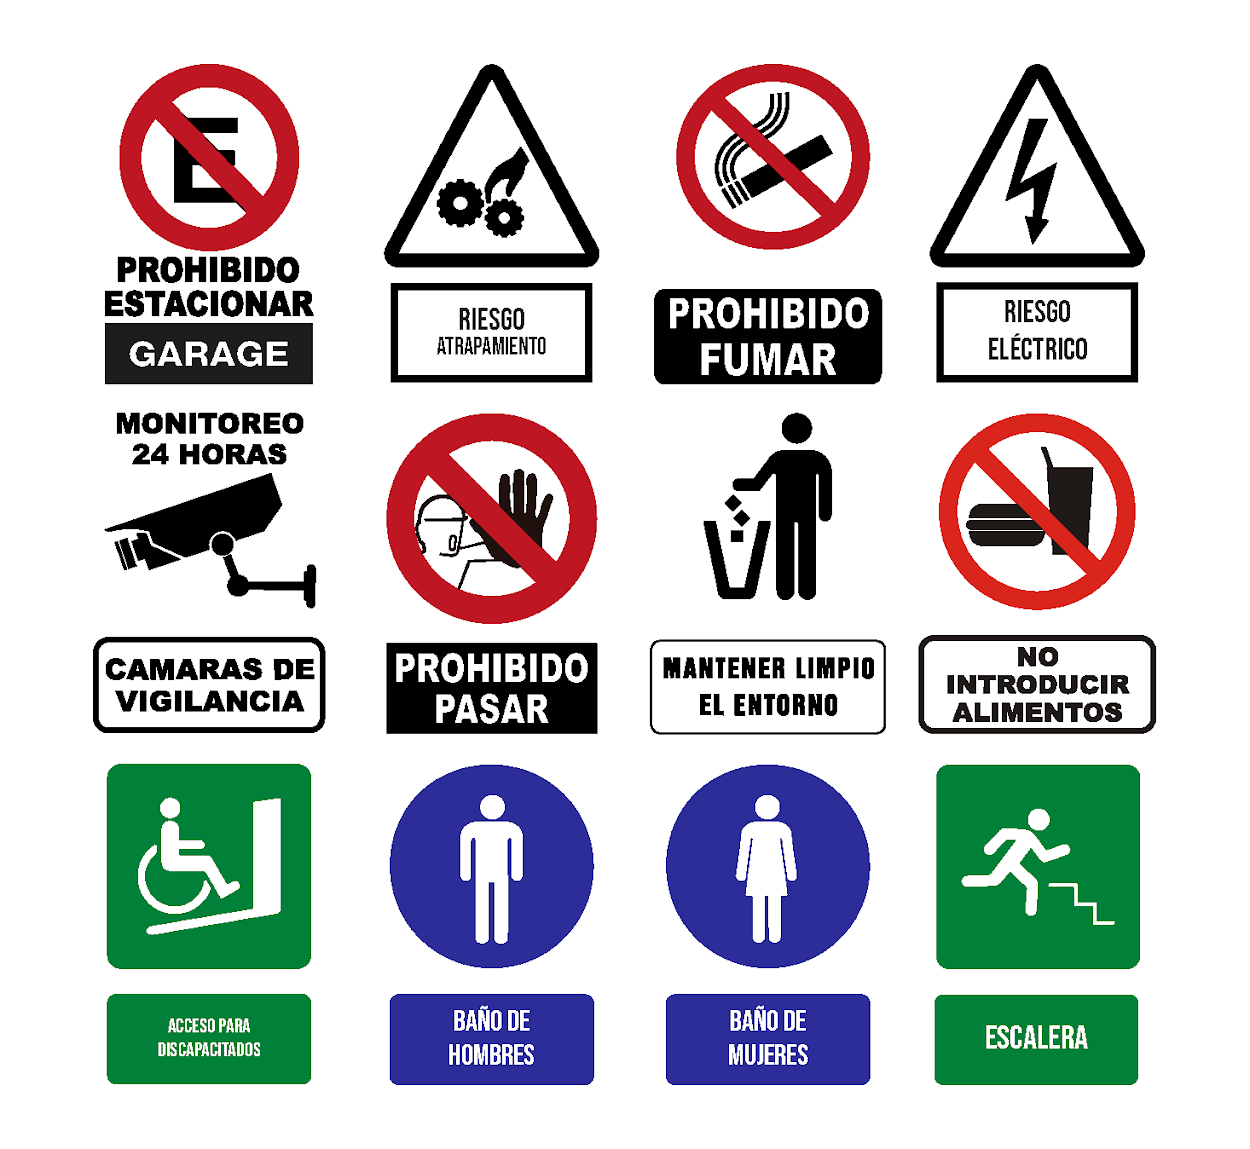 E
PROHIBIDO
ESTACIONAR
GARAGE
RIESGO
ATRAPAMIENTO
PROHIBIDO
FUMAR
RIESGO
ELÉCTRICO
MONITOREO
24 HORAS
CAMARAS DE
VIGILANCIA
PROHIBIDO
PASAR
MANTENER LIMPIO
EL ENTORNO
NO
INTRODUCIR
ALIMENTOS
ACCESO PARA
DISCAPACITADOS
BAÑO DE
HOMBRES
BAÑO DE
MUJERES
ESCALERA